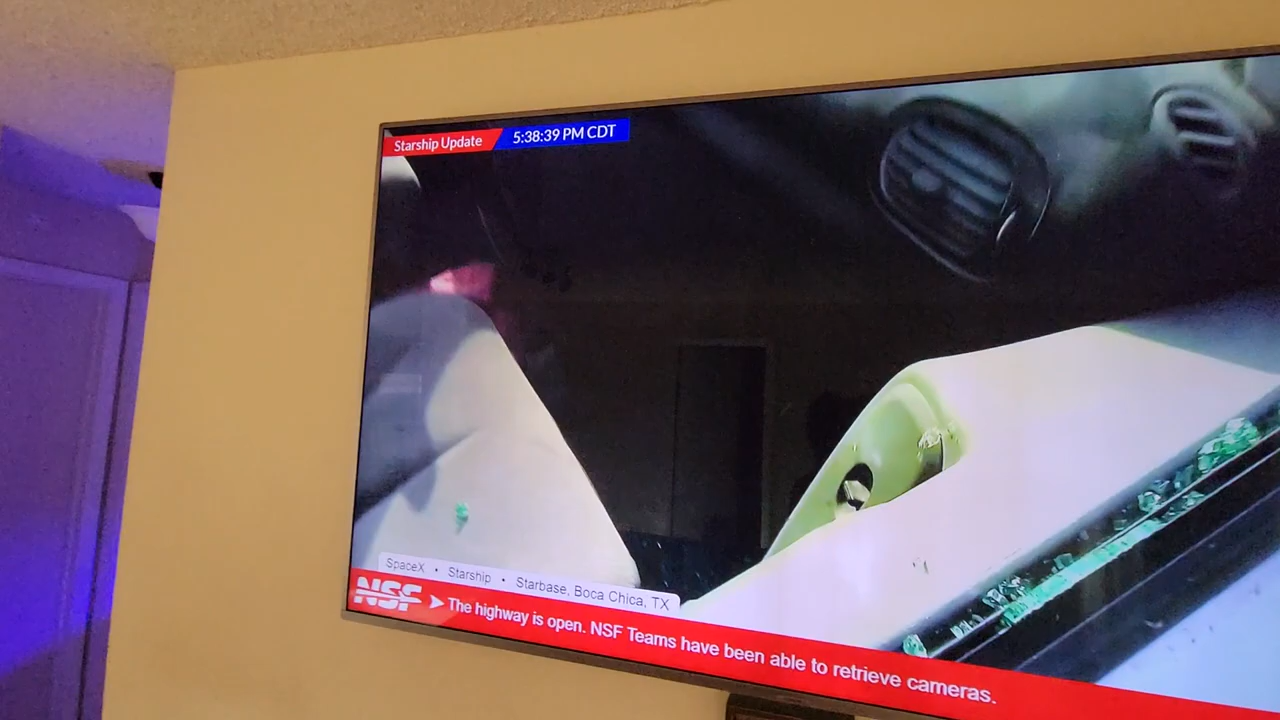 Starship Update 5:38:39 PM CDT
SpaceX • Starship • Starbase, Boca Chica, TX
NSF The highway is open. NSF Teams have been able to retrieve cameras.